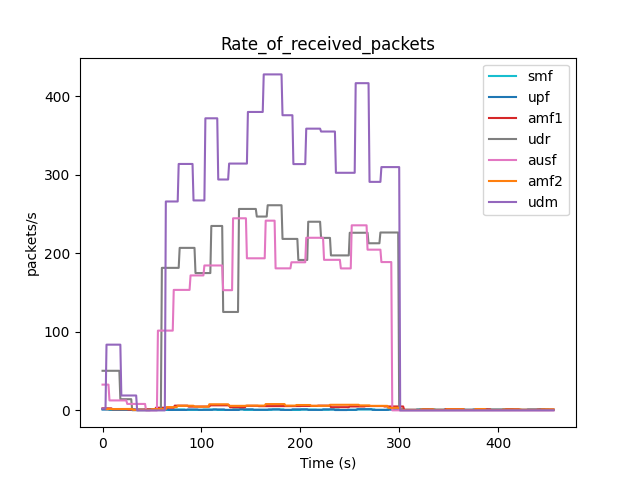 Rate_of_received_packets
packets/s
400
300
200
100
0
0
100
200
300
400
Time (s)
smf
upf
amf1
udr
ausf
amf2
udm